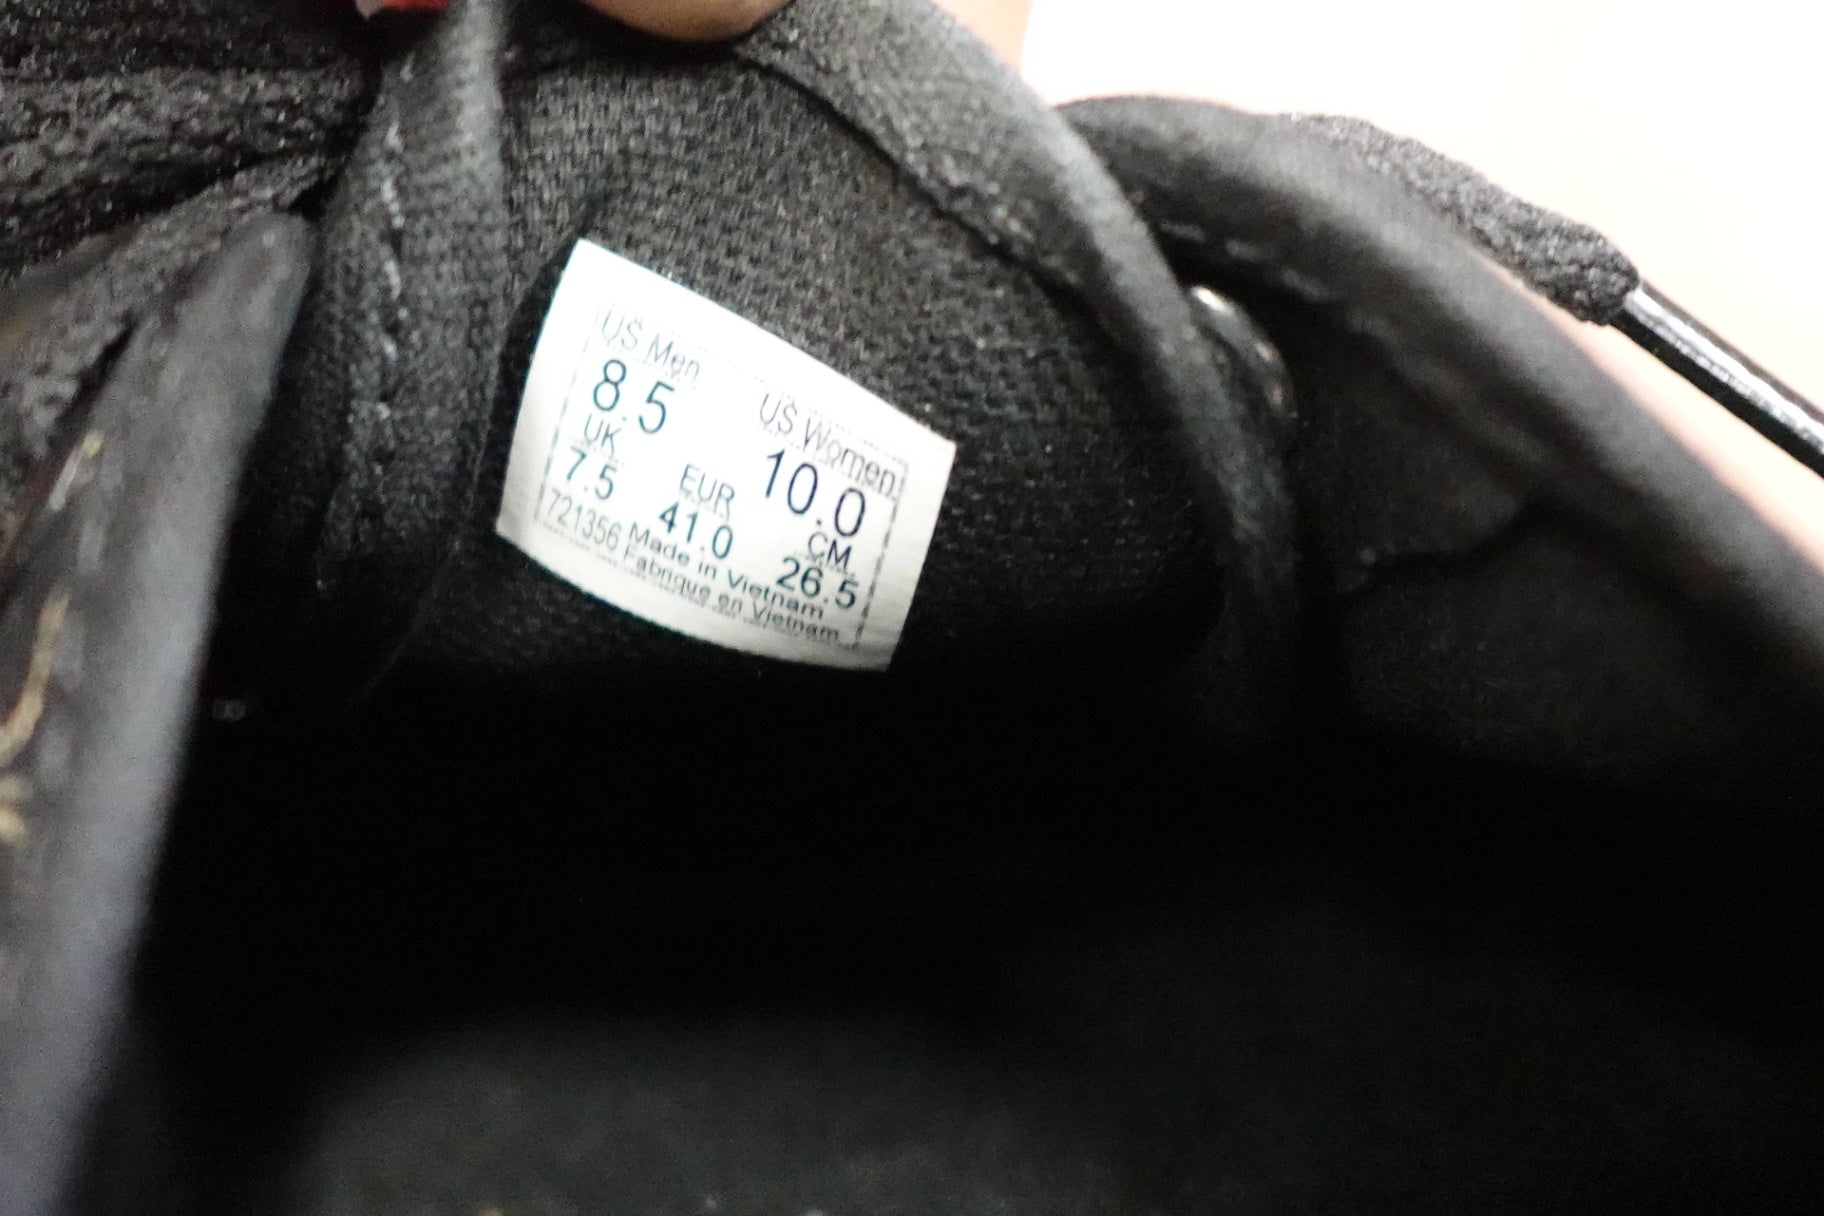 US Men
8.5
US Women
10.0
UK
7.5
EUR
41.0
CM
26.5
721356 Made in Vietnam
Fabrique en Vietnam